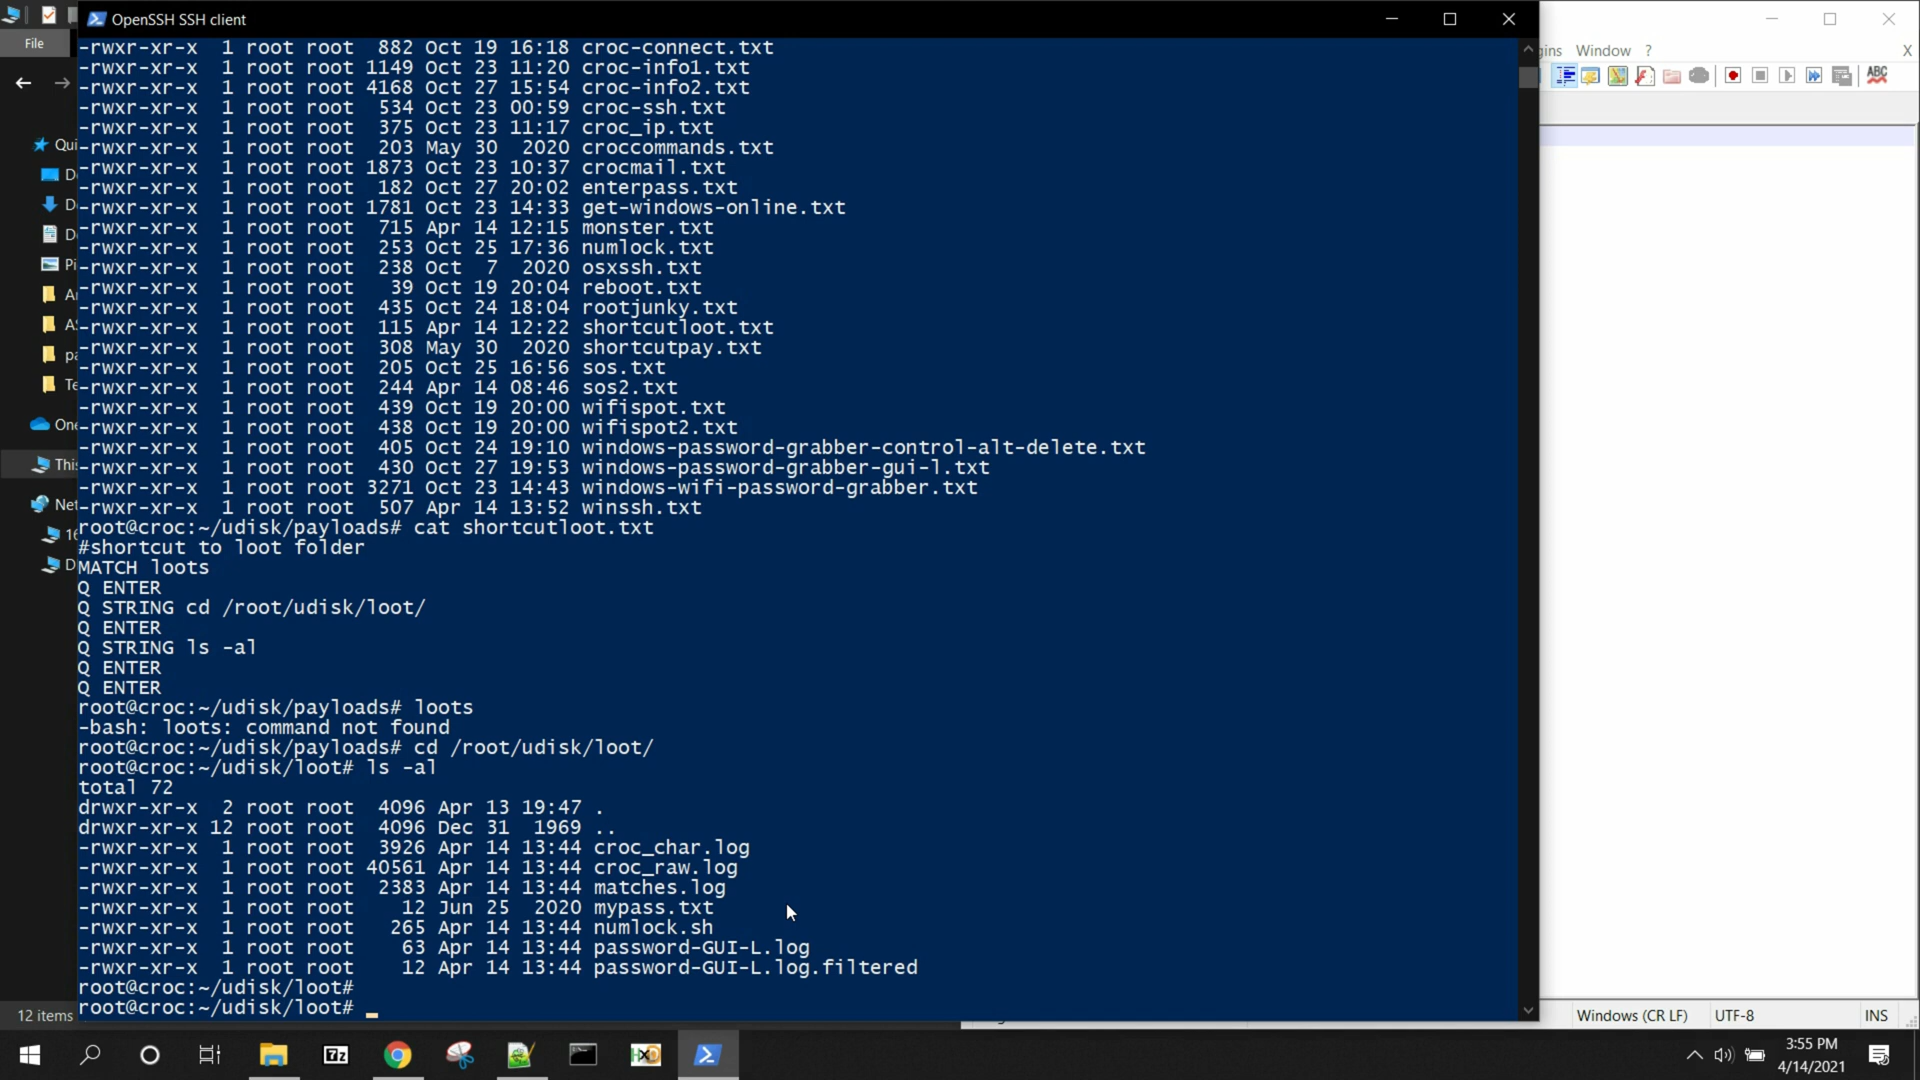 OpenSSH SSH client
File
-rwxr-xr-x  1 root root  882 Oct 19 16:18 croc-connect.txt
-rwxr-xr-x  1 root root 1149 Oct 23 11:20 croc-info1.txt
-rwxr-xr-x  1 root root 4168 Oct 27 15:54 croc-info2.txt
-rwxr-xr-x  1 root root  534 Oct 23 00:59 croc-ssh.txt
-rwxr-xr-x  1 root root  375 Oct 23 11:17 croc_ip.txt
-rwxr-xr-x  1 root root  203 May 30  2020 croccommands.txt
-rwxr-xr-x  1 root root 1873 Oct 23 10:37 crocmail.txt
-rwxr-xr-x  1 root root  182 Oct 27 20:02 enterpass.txt
-rwxr-xr-x  1 root root 1781 Oct 23 14:33 get-windows-online.txt
-rwxr-xr-x  1 root root  715 Apr 14 12:15 monster.txt
-rwxr-xr-x  1 root root  253 Oct 25 17:36 numlock.txt
-rwxr-xr-x  1 root root  238 Oct  7  2020 osxssh.txt
-rwxr-xr-x  1 root root   39 Oct 19 20:04 reboot.txt
-rwxr-xr-x  1 root root  435 Oct 24 18:04 rootjunky.txt
-rwxr-xr-x  1 root root  115 Apr 14 12:22 shortcutloot.txt
-rwxr-xr-x  1 root root  308 May 30  2020 shortcutpay.txt
-rwxr-xr-x  1 root root  205 Oct 25 16:56 sos.txt
-rwxr-xr-x  1 root root  244 Apr 14 08:46 sos2.txt
-rwxr-xr-x  1 root root  439 Oct 19 20:00 wifispot.txt
-rwxr-xr-x  1 root root  438 Oct 19 20:00 wifispot2.txt
-rwxr-xr-x  1 root root  405 Oct 24 19:10 windows-password-grabber-control-alt-delete.txt
-rwxr-xr-x  1 root root  430 Oct 27 19:53 windows-password-grabber-gui-l.txt
-rwxr-xr-x  1 root root 3271 Oct 23 14:43 windows-wifi-password-grabber.txt
-rwxr-xr-x  1 root root  507 Apr 14 13:52 winssh.txt
root@croc:~/udisk/payloads# cat shortcutloot.txt
#shortcut to loot folder
MATCH loots
Q ENTER
Q STRING cd /root/udisk/loot/
Q ENTER
Q STRING ls -al
Q ENTER
Q ENTER
root@croc:~/udisk/payloads# loots
-bash: loots: command not found
root@croc:~/udisk/payloads# cd /root/udisk/loot/
root@croc:~/udisk/loot# ls -al
total 72
drwxr-xr-x  2 root root  4096 Apr 13 19:47 .
drwxr-xr-x 12 root root  4096 Dec 31  1969 ..
-rwxr-xr-x  1 root root  3926 Apr 14 13:44 croc_char.log
-rwxr-xr-x  1 root root 40561 Apr 14 13:44 croc_raw.log
-rwxr-xr-x  1 root root  2383 Apr 14 13:44 matches.log
-rwxr-xr-x  1 root root    12 Jun 25  2020 mypass.txt
-rwxr-xr-x  1 root root   265 Apr 14 13:44 numlock.sh
-rwxr-xr-x  1 root root    63 Apr 14 13:44 password-GUI-L.log
-rwxr-xr-x  1 root root    12 Apr 14 13:44 password-GUI-L.log.filtered
root@croc:~/udisk/loot#
root@croc:~/udisk/loot#
Qui
D
D
D
Pi
A
AS
pa
Te
One
This
Net
16
D
12 items
gins Window ? X
ABC
Windows (CR LF) UTF-8 INS
7z
HXD
3:55 PM
4/14/2021